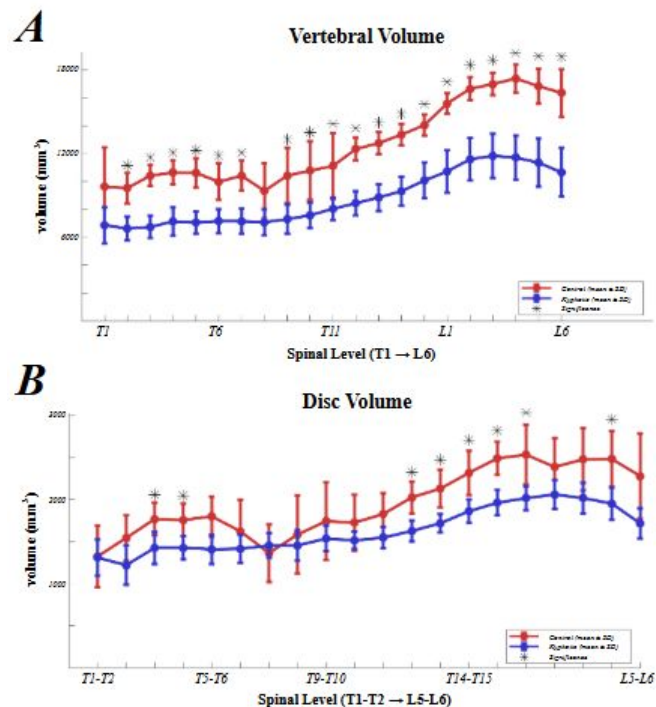 A
Vertebral Volume
volume (mm³)
18000
12000
6000
Control (mean ± SD)
Kyphotic (mean ± SD)
Significance
T1
T6
T11
L1
L6
Spinal Level (T1 → L6)
B
Disc Volume
volume (mm³)
3000
2000
1000
Control (mean ± SD)
Kyphotic (mean ± SD)
Significance
T1-T2
T5-T6
T9-T10
T14-T15
L5-L6
Spinal Level (T1-T2 → L5-L6)